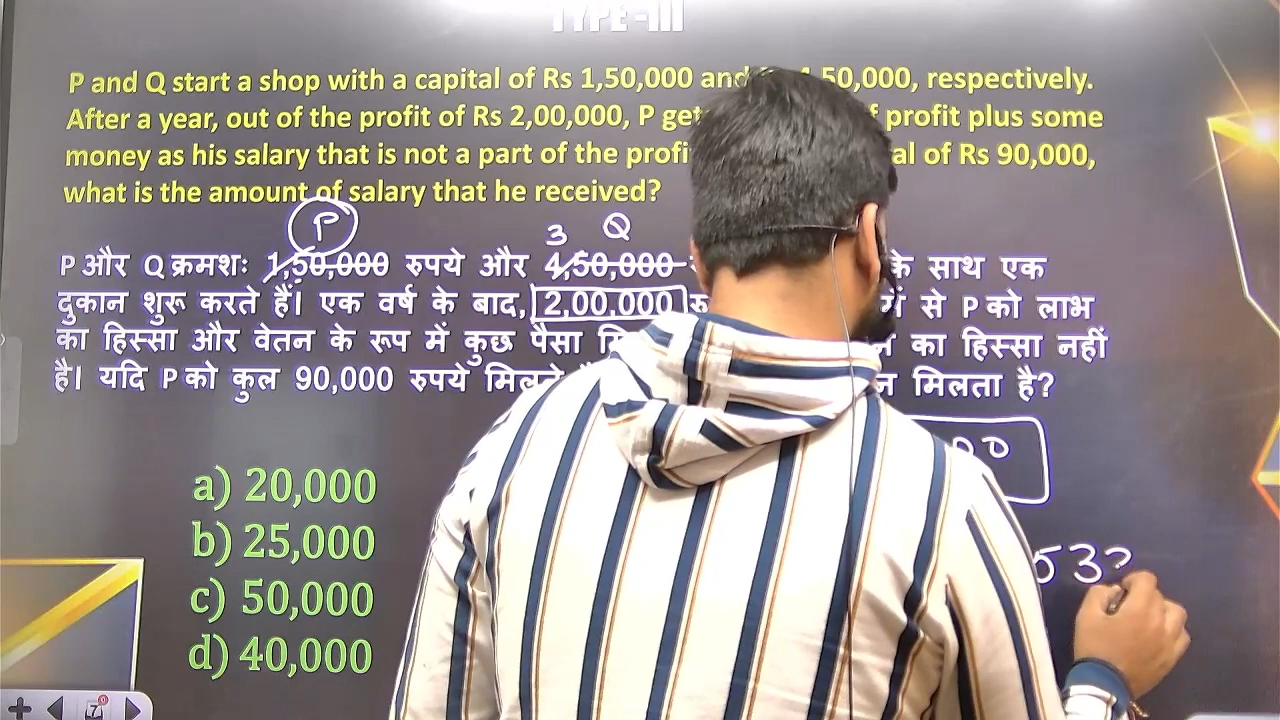 TYPE-III
P and Q start a shop with a capital of Rs 1,50,000 and 4,50,000, respectively.
After a year, out of the profit of Rs 2,00,000, P profit plus some
money as his salary that is not a part of the of Rs 90,000,
what is the amount of salary that he received?
P 3 Q
P और Q क्रमशः 1,50,000 रुपये और 4,50,000 के साथ एक
दुकान शुरू करते हैं। एक वर्ष के बाद, 2,00,000 में से P को लाभ
का हिस्सा और वेतन के रूप में कुछ पैसा का हिस्सा नहीं
है। यदि P को कुल 90,000 रुपये मिलता है?
a) 20,000
b) 25,000
c) 50,000
d) 40,000
7